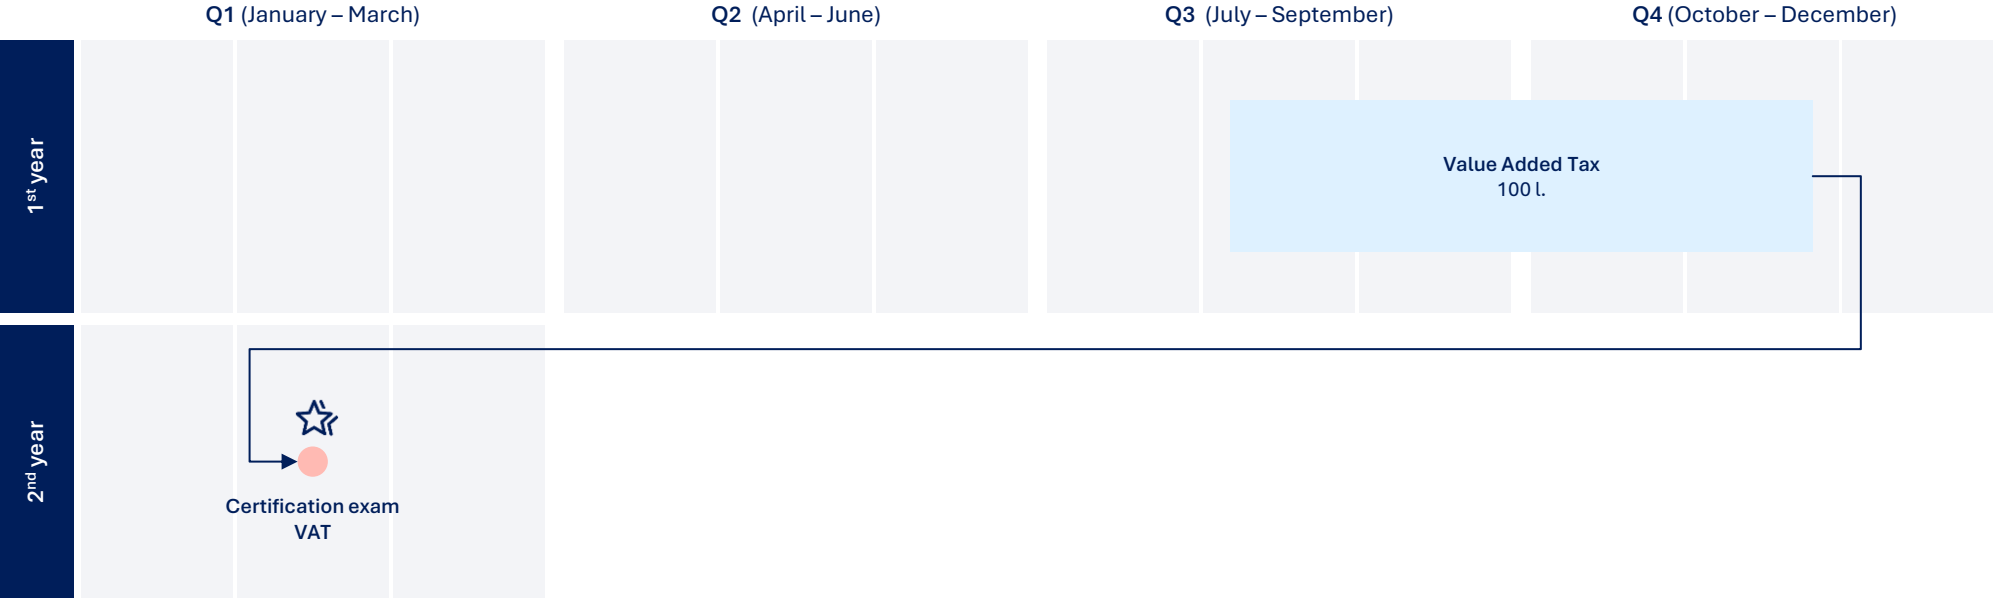 Q1 (January – March)
Q2 (April – June)
Q3 (July – September)
Q4 (October – December)
1st year
Value Added Tax
100 l.
2nd year
Certification exam
VAT